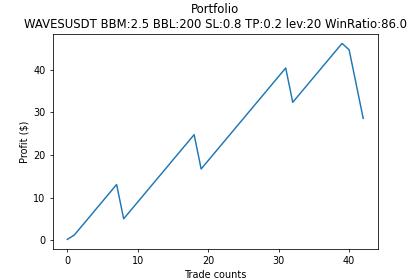 Portfolio
WAVESUSDT BBM:2.5 BBL:200 SL:0.8 TP:0.2 lev:20 WinRatio:86.0
40
30
20
10
0
Profit ($)
0 10 20 30 40
Trade counts